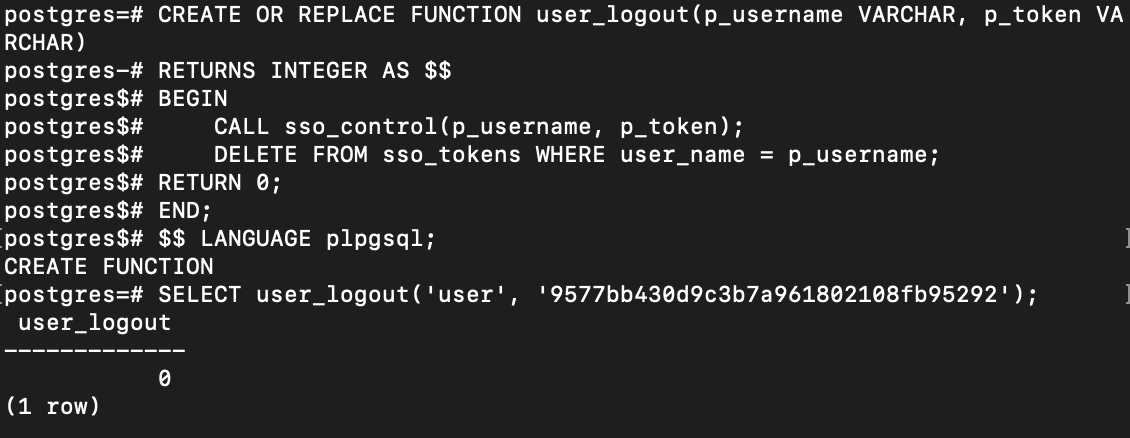 postgres=# CREATE OR REPLACE FUNCTION user_logout(p_username VARCHAR, p_token VA
RCHAR)
postgres-# RETURNS INTEGER AS $$
postgres$# BEGIN
postgres$#     CALL sso_control(p_username, p_token);
postgres$#     DELETE FROM sso_tokens WHERE user_name = p_username;
postgres$# RETURN 0;
postgres$# END;
[postgres$# $$ LANGUAGE plpgsql;                                                 ]
CREATE FUNCTION
[postgres=# SELECT user_logout('user', '9577bb430d9c3b7a961802108fb95292');      ]
 user_logout
-------------
           0
(1 row)